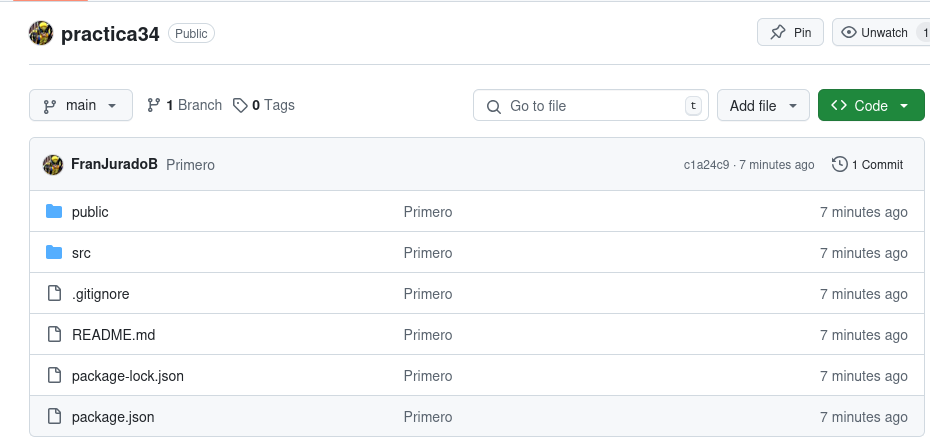 practica34 Public Pin Unwatch 1
main 1 Branch 0 Tags Go to file t Add file Code
FranJuradoB Primero c1a24c9 · 7 minutes ago 1 Commit
public Primero 7 minutes ago
src Primero 7 minutes ago
.gitignore Primero 7 minutes ago
README.md Primero 7 minutes ago
package-lock.json Primero 7 minutes ago
package.json Primero 7 minutes ago